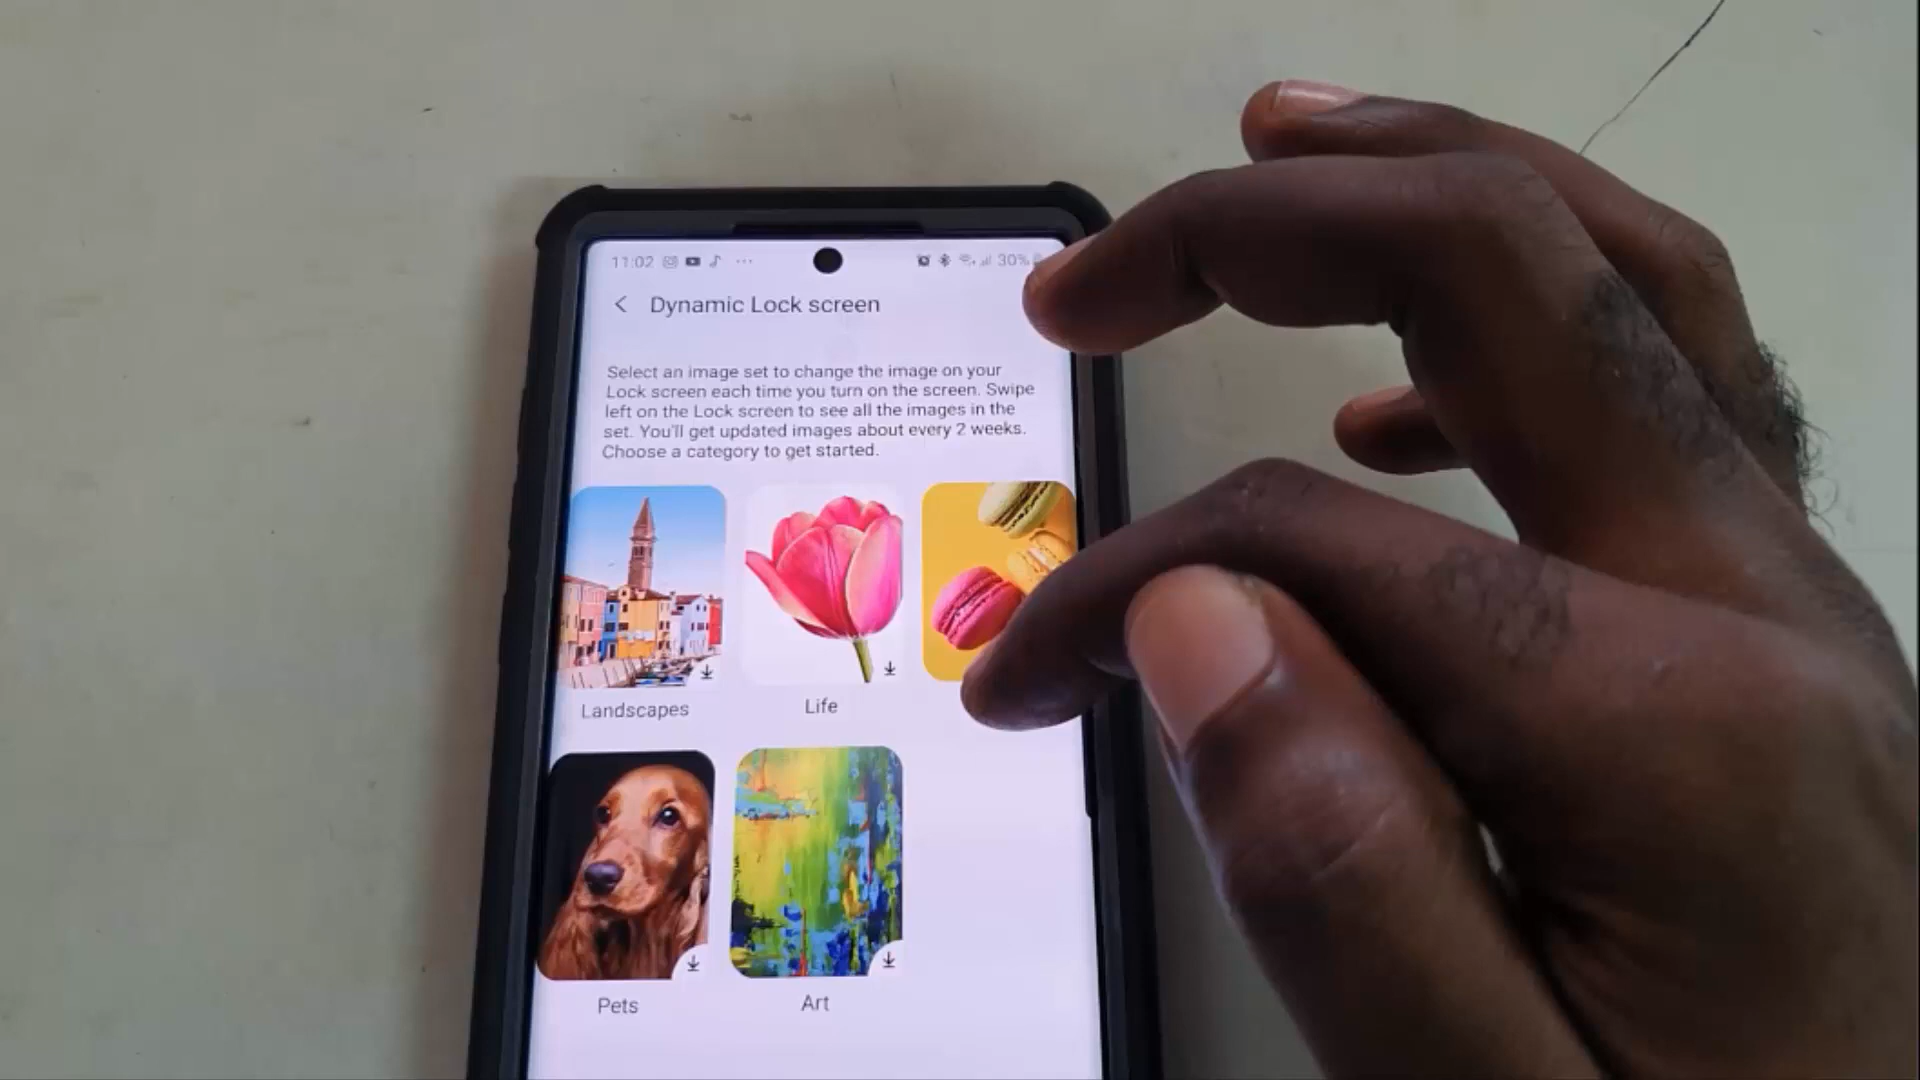 11:02
30%
Dynamic Lock screen
Select an image set to change the image on your
Lock screen each time you turn on the screen. Swipe
left on the Lock screen to see all the images in the
set. You'll get updated images about every 2 weeks.
Choose a category to get started.
Landscapes
Life
Pets
Art